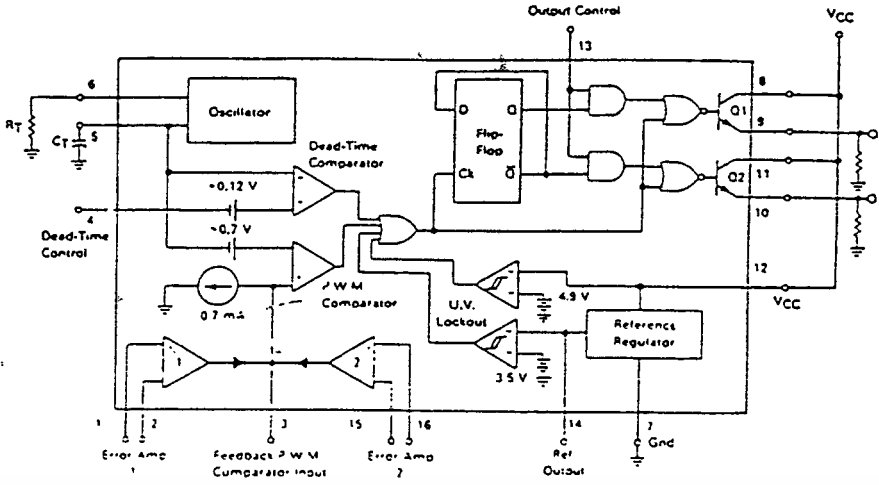 Output Control
VCC
13
6
8
Oscillator
D
Q
Q1
RT
5
CT
9
Flip-
Flop
Dead-Time
Comparator
Ck
Q
Q2
11
≈0.12 V
4
10
Dead-Time
Control
≈0.7 V
12
P.W.M
Comparator
4.9 V
VCC
0.7 mA
U.V.
Lockout
Reference
Regulator
3.5 V
1
2
1
2
3
15
16
14
7
Error Amp
1
Feedback P.W.M
Comparator Input
Error Amp
2
Ref
Output
Gnd